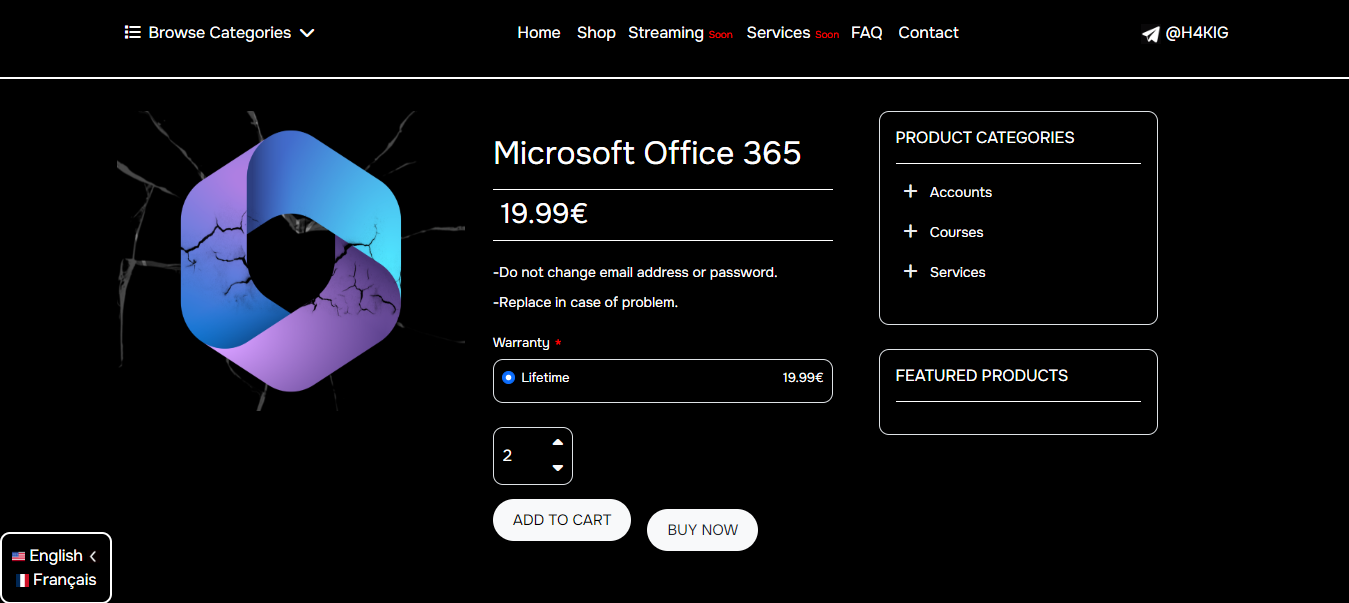 Browse Categories
Home Shop Streaming Soon Services Soon FAQ Contact
@H4KIG
Microsoft Office 365
19.99€
-Do not change email address or password.
-Replace in case of problem.
Warranty *
Lifetime 19.99€
2
ADD TO CART
BUY NOW
PRODUCT CATEGORIES
Accounts
Courses
Services
FEATURED PRODUCTS
English
Français